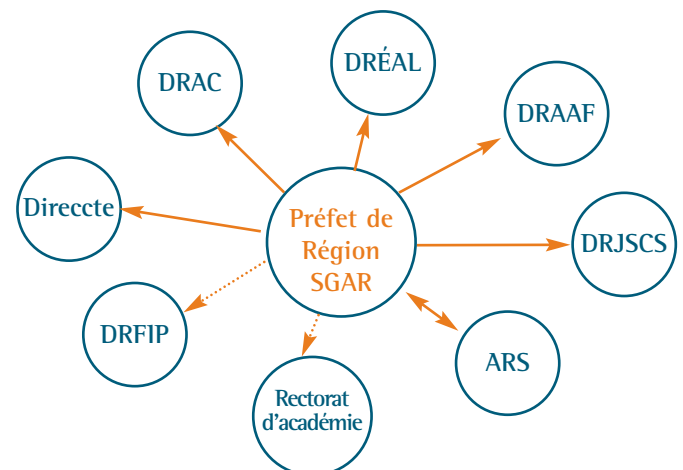 DRÉAL
DRAC
DRAAF
Direccte
Préfet de
Région
SGAR
DRJSCS
DRFIP
ARS
Rectorat
d'académie